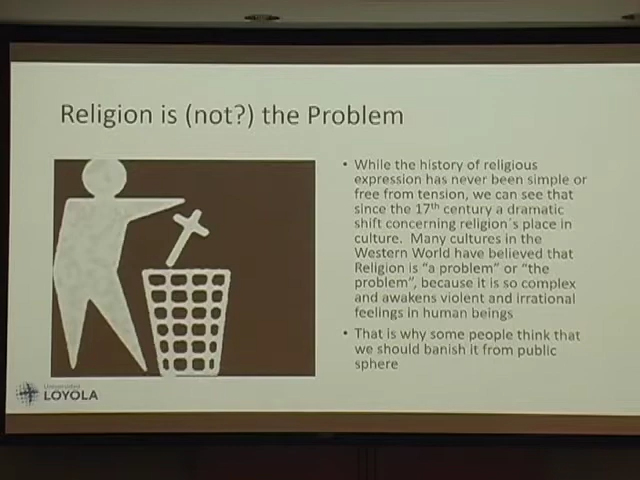 Religion is (not?) the Problem
• While the history of religious
expression has never been simple or
free from tension, we can see that
since the 17th century a dramatic
shift concerning religion´s place in
culture. Many cultures in the
Western World have believed that
Religion is “a problem” or “the
problem”, because it is so complex
and awakens violent and irrational
feelings in human beings
• That is why some people think that
we should banish it from public
sphere
Universidad
LOYOLA